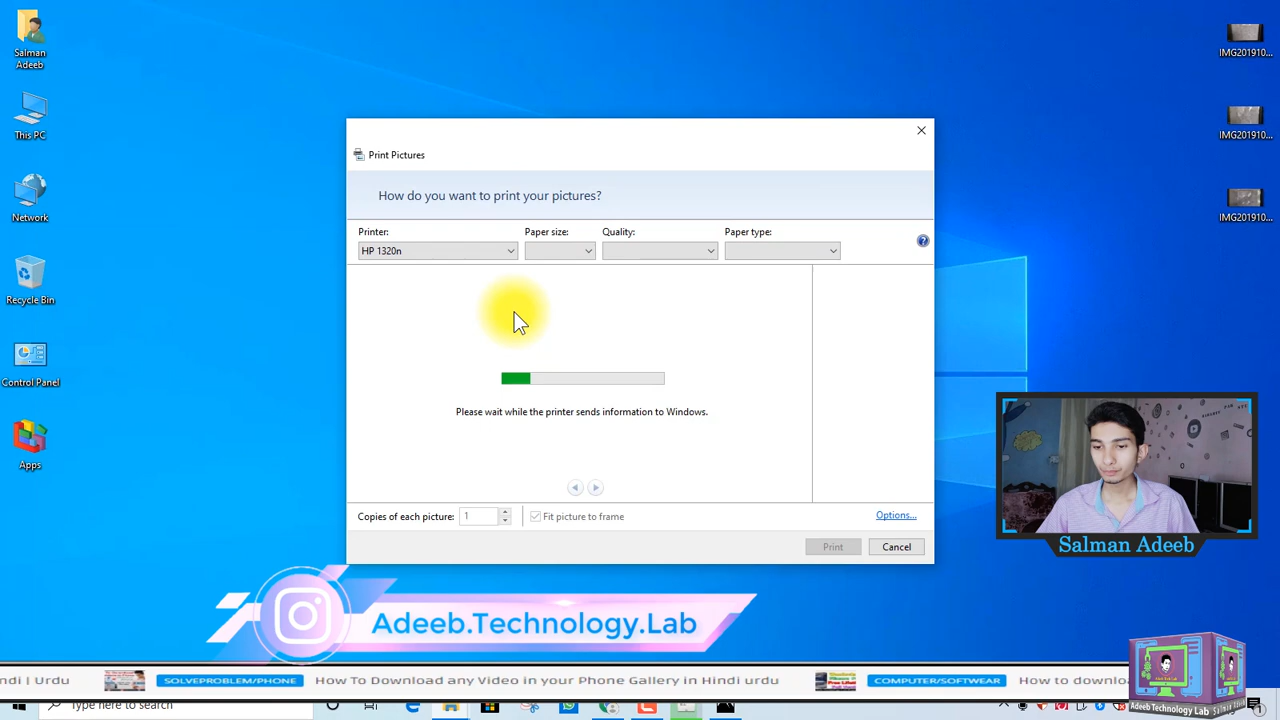 Salman
Adeeb
This PC
Network
Recycle Bin
Control Panel
Apps
IMG201910...
IMG201910...
IMG201910...
Print Pictures
How do you want to print your pictures?
Printer:
Paper size:
Quality:
Paper type:
HP 1320n
?
Please wait while the printer sends information to Windows.
Copies of each picture:
1
Fit picture to frame
Options...
Print
Cancel
Salman Adeeb
Adeeb.Technology.Lab
ndi | Urdu
SOLVEPROBLEM/PHONE
How To Download any Video in your Phone Gallery in Hindi urdu
COMPUTER/SOFTWEAR
How to downlo
Adeeb Technology Lab
Type here to search